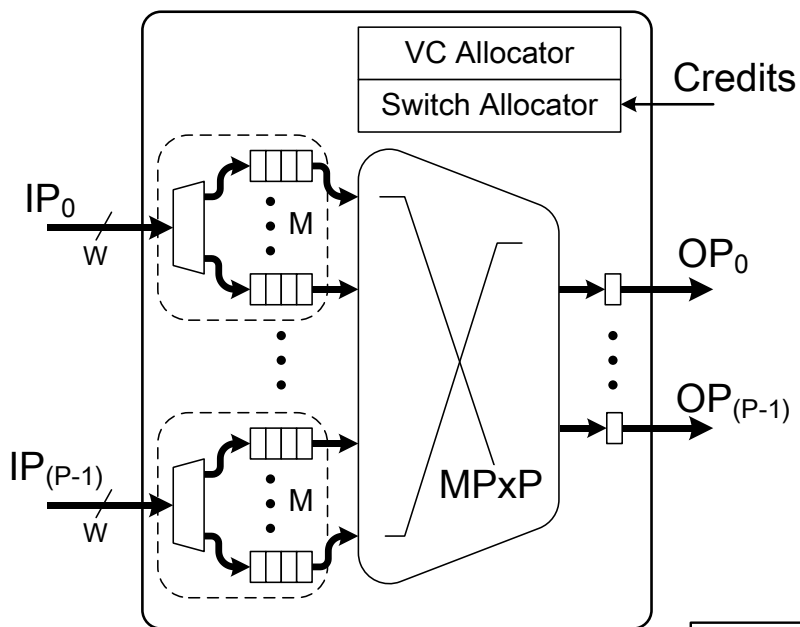 VC Allocator
Switch Allocator
Credits
IP₀
W
M
OP₀
OP₍P-1₎
IP₍P-1₎
W
M
MPxP